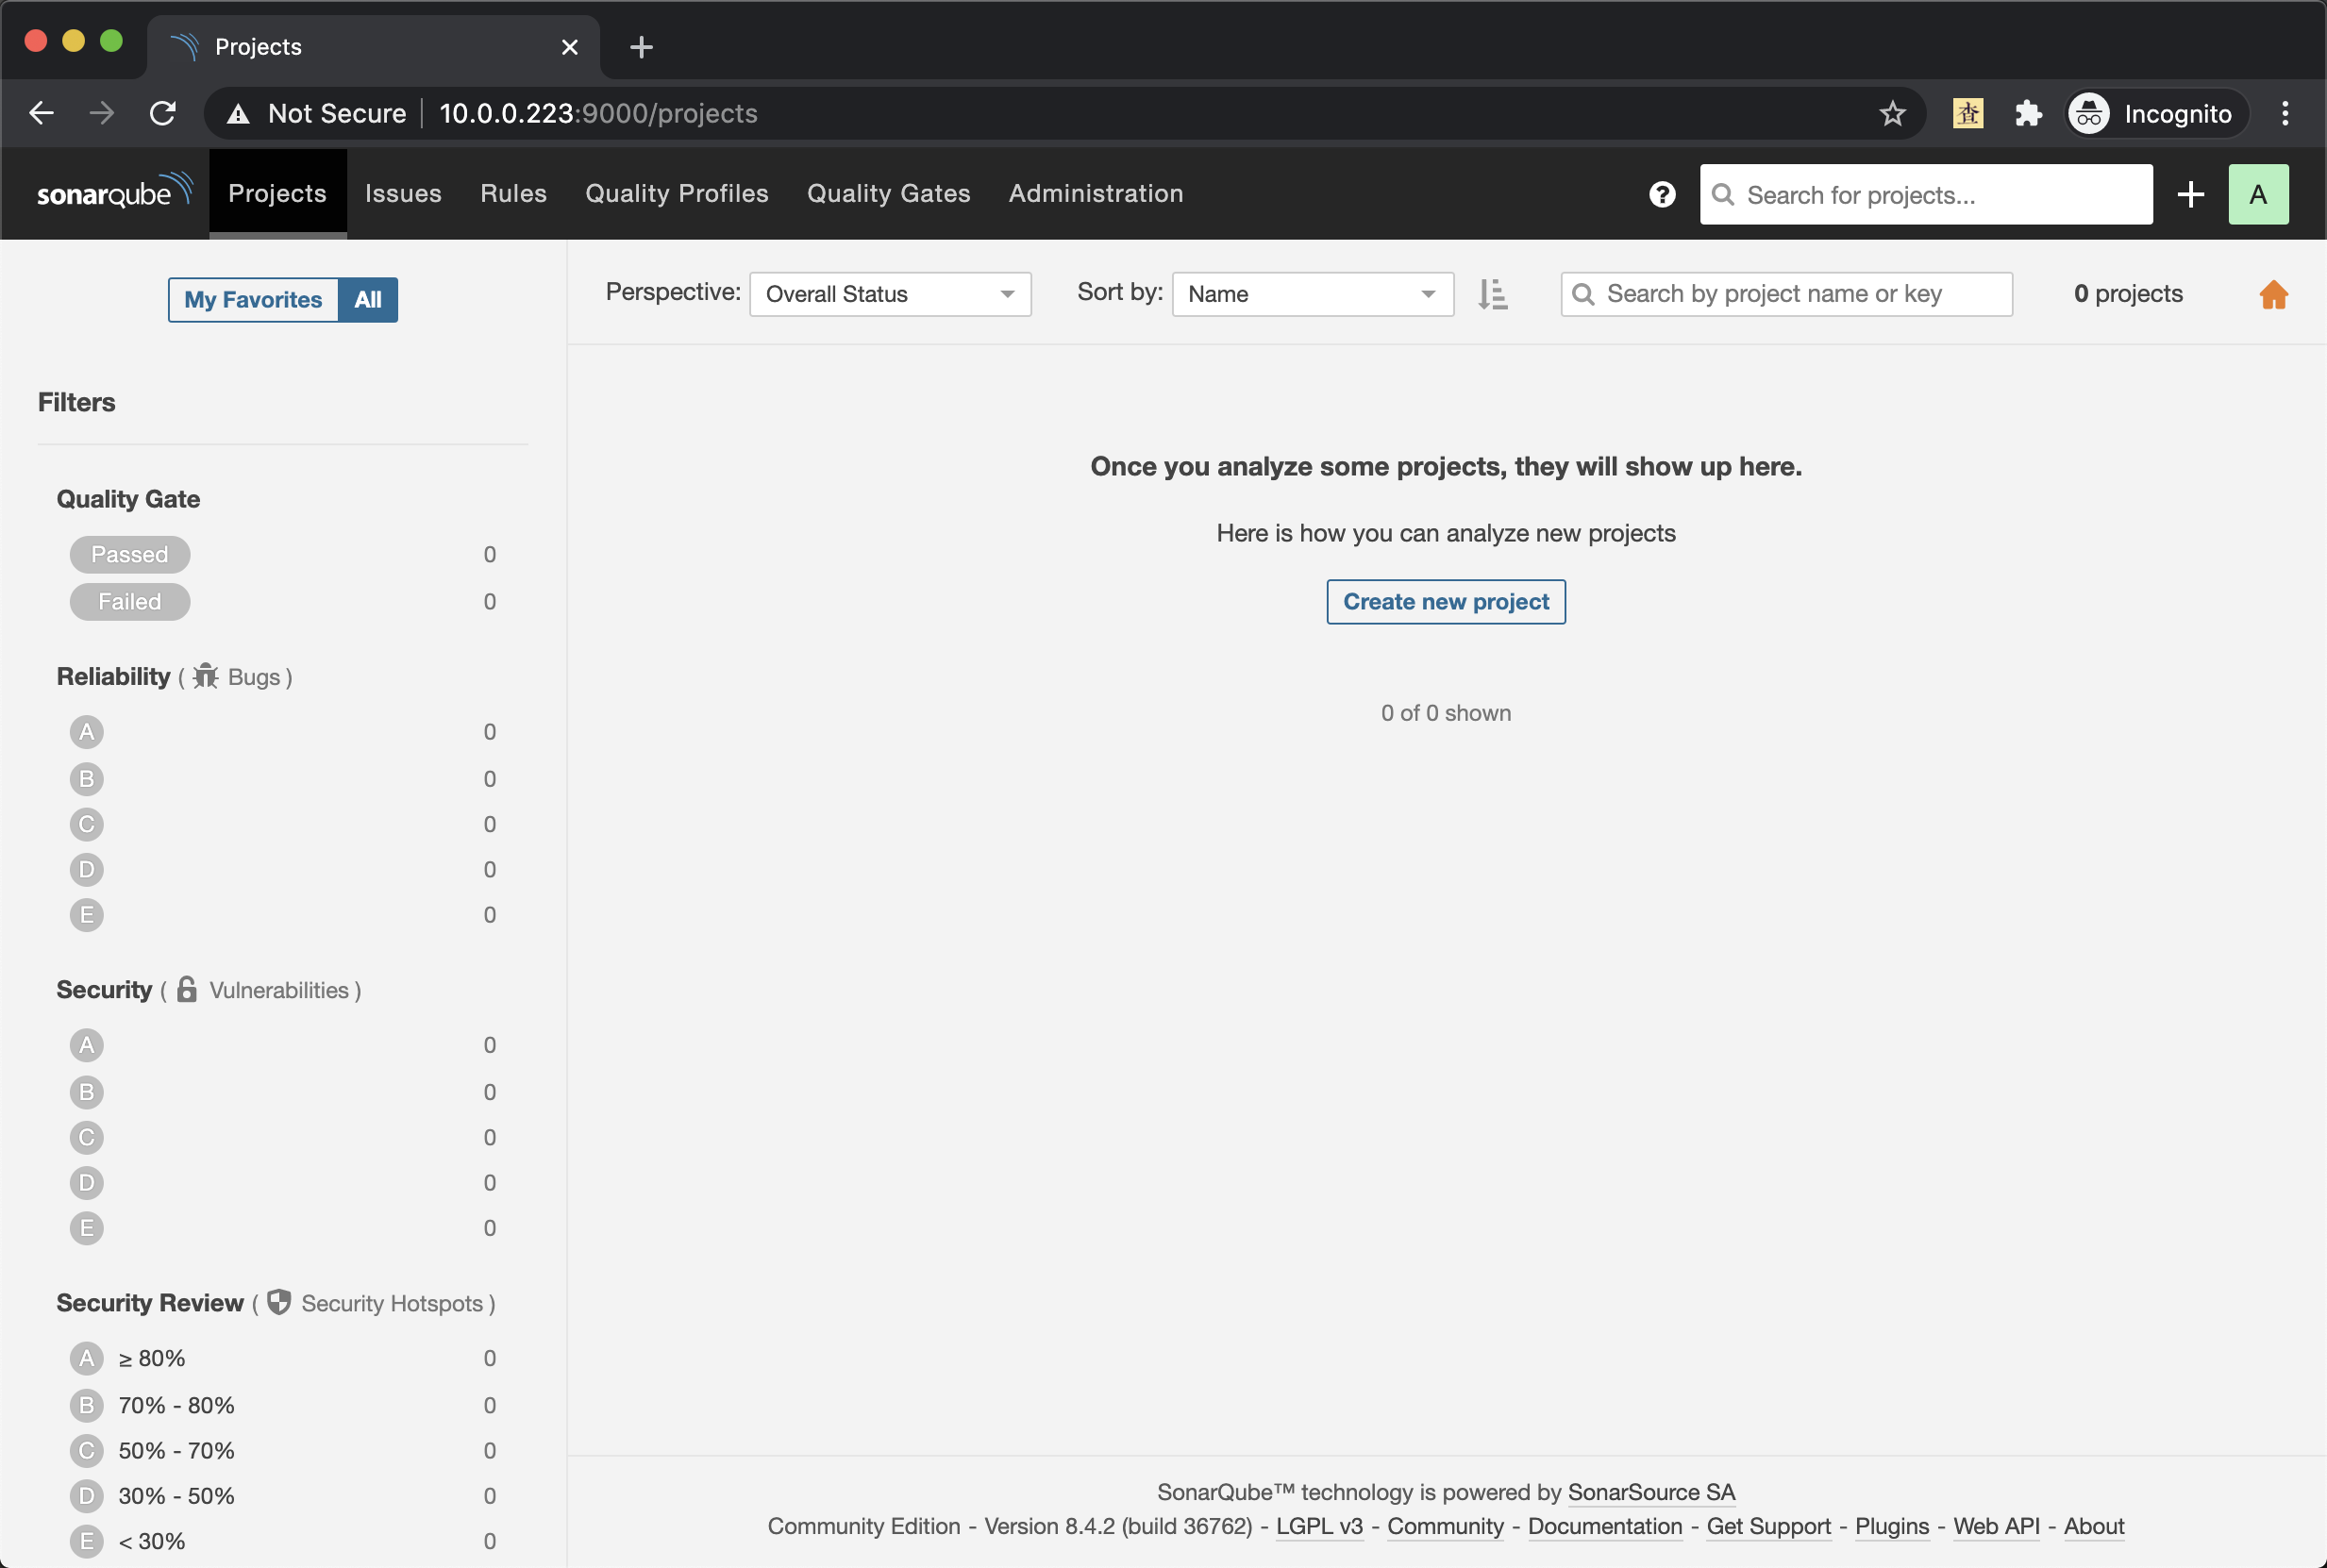 Projects
Not Secure 10.0.0.223:9000/projects
查
Incognito
sonarqube
Projects Issues Rules Quality Profiles Quality Gates Administration
? Search for projects... A
My Favorites All
Perspective: Overall Status Sort by: Name Search by project name or key 0 projects
Filters
Quality Gate
Passed 0
Failed 0
Reliability ( Bugs )
A 0
B 0
C 0
D 0
E 0
Security ( Vulnerabilities )
A 0
B 0
C 0
D 0
E 0
Security Review ( Security Hotspots )
A ≥ 80% 0
B 70% - 80% 0
C 50% - 70% 0
D 30% - 50% 0
E < 30% 0
Once you analyze some projects, they will show up here.
Here is how you can analyze new projects
Create new project
0 of 0 shown
SonarQube™ technology is powered by SonarSource SA
Community Edition - Version 8.4.2 (build 36762) - LGPL v3 - Community - Documentation - Get Support - Plugins - Web API - About